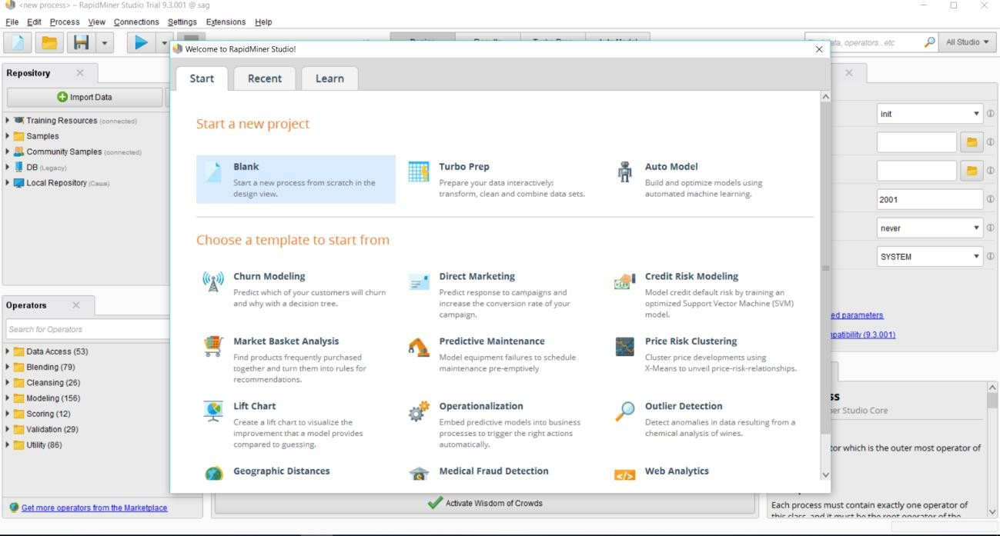 <new process> – RapidMiner Studio Trial 9.3.001 @ sag
File Edit Process View Connections Settings Extensions Help
ata, operators...etc
All Studio
Repository
Import Data
Training Resources (connected)
Samples
Community Samples (connected)
DB (Legacy)
Local Repository (Саша)
Operators
Search for Operators
Data Access (53)
Blending (79)
Cleansing (26)
Modeling (156)
Scoring (12)
Validation (29)
Utility (86)
Get more operators from the Marketplace
Welcome to RapidMiner Studio!
Start Recent Learn
Start a new project
Blank
Start a new process from scratch in the
design view.
Turbo Prep
Prepare your data interactively:
transform, clean and combine data sets.
Auto Model
Build and optimize models using
automated machine learning.
Choose a template to start from
Churn Modeling
Predict which of your customers will churn
and why with a decision tree.
Direct Marketing
Predict response to campaigns and
increase the conversion rate of your
campaign.
Credit Risk Modeling
Model credit default risk by training an
optimized Support Vector Machine (SVM)
model.
Market Basket Analysis
Find products frequently purchased
together and turn them into rules for
recommendations.
Predictive Maintenance
Model equipment failures to schedule
maintenance pre-emptively
Price Risk Clustering
Cluster price developments using
X-Means to unveil price-risk-relationships.
Lift Chart
Create a lift chart to visualize the
improvement that a model provides
compared to guessing.
Operationalization
Embed predictive models into business
processes to trigger the right actions
automatically.
Outlier Detection
Detect anomalies in data resulting from a
chemical analysis of wines.
Geographic Distances
Medical Fraud Detection
Web Analytics
Activate Wisdom of Crowds
init
2001
never
SYSTEM
ed parameters
npatibility (9.3.001)
ss
ner Studio Core
tor which is the outer most operator of
Each process must contain exactly one operator of
this class, and it must be the root operator of the